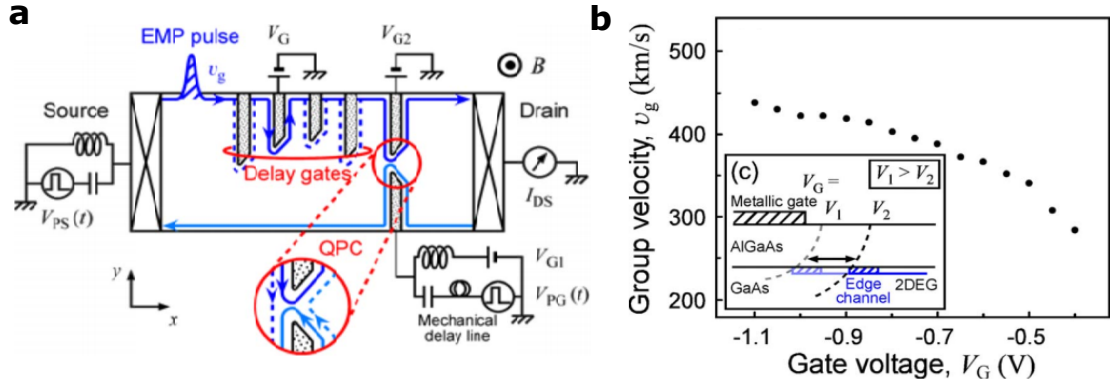 a
EMP pulse
v_g
V_G
V_G2
B
Source
Drain
Delay gates
I_DS
V_PS(t)
QPC
V_G1
V_PG(t)
Mechanical
delay line
y
x
b
Group velocity, v_g (km/s)
500
400
300
200
(c)
V_G =
V_1 > V_2
Metallic gate
V_1
V_2
AlGaAs
GaAs
Edge
channel
2DEG
-1.1
-0.9
-0.7
-0.5
Gate voltage, V_G (V)